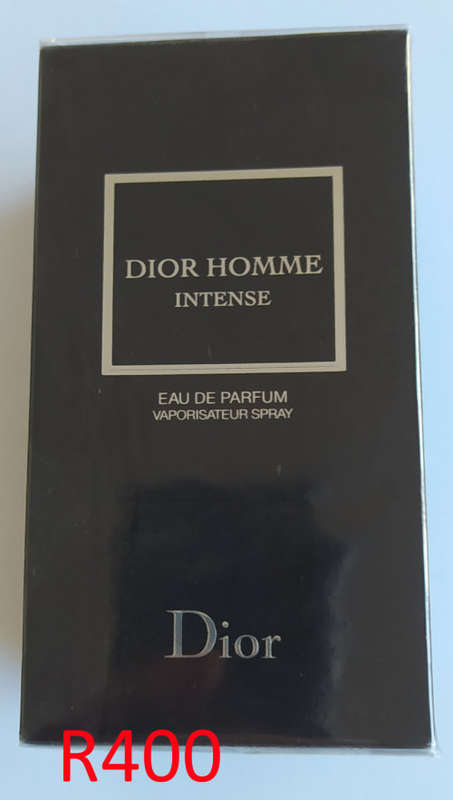 DIOR HOMME
INTENSE
EAU DE PARFUM
VAPORISATEUR SPRAY
Dior
R400